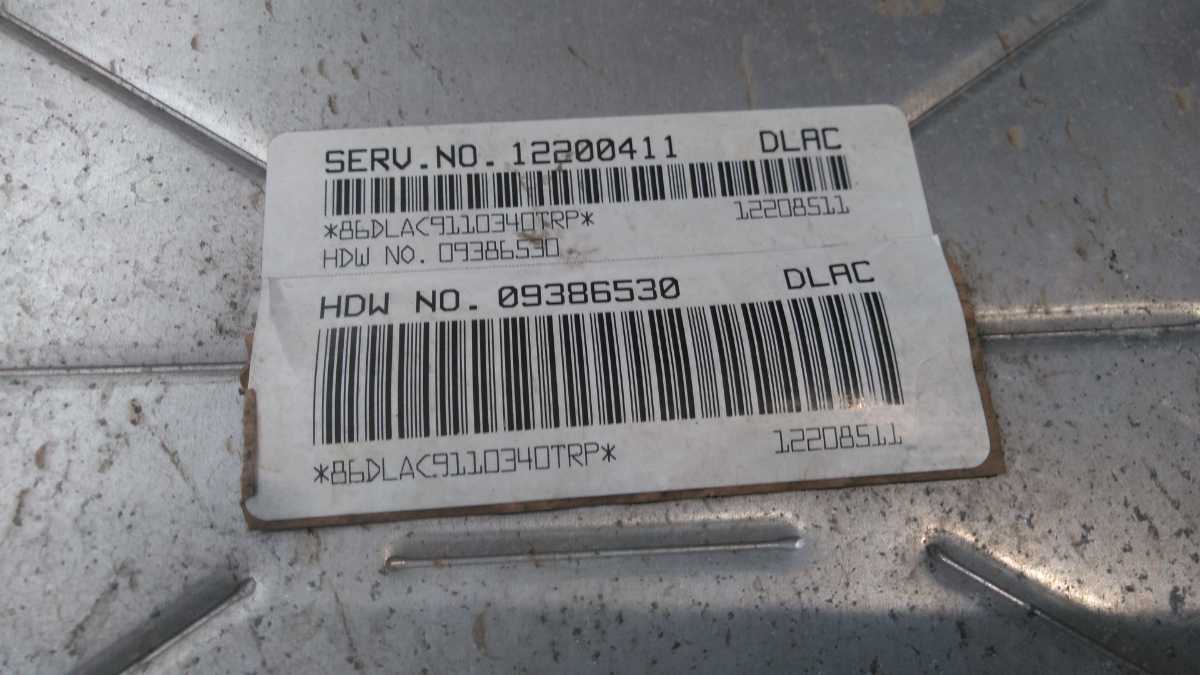 SERV.NO. 12200411 DLAC
*86DLAC9110340TRP* 12208511
HDW NO. 09386530
HDW NO. 09386530 DLAC
*86DLAC9110340TRP* 12208511